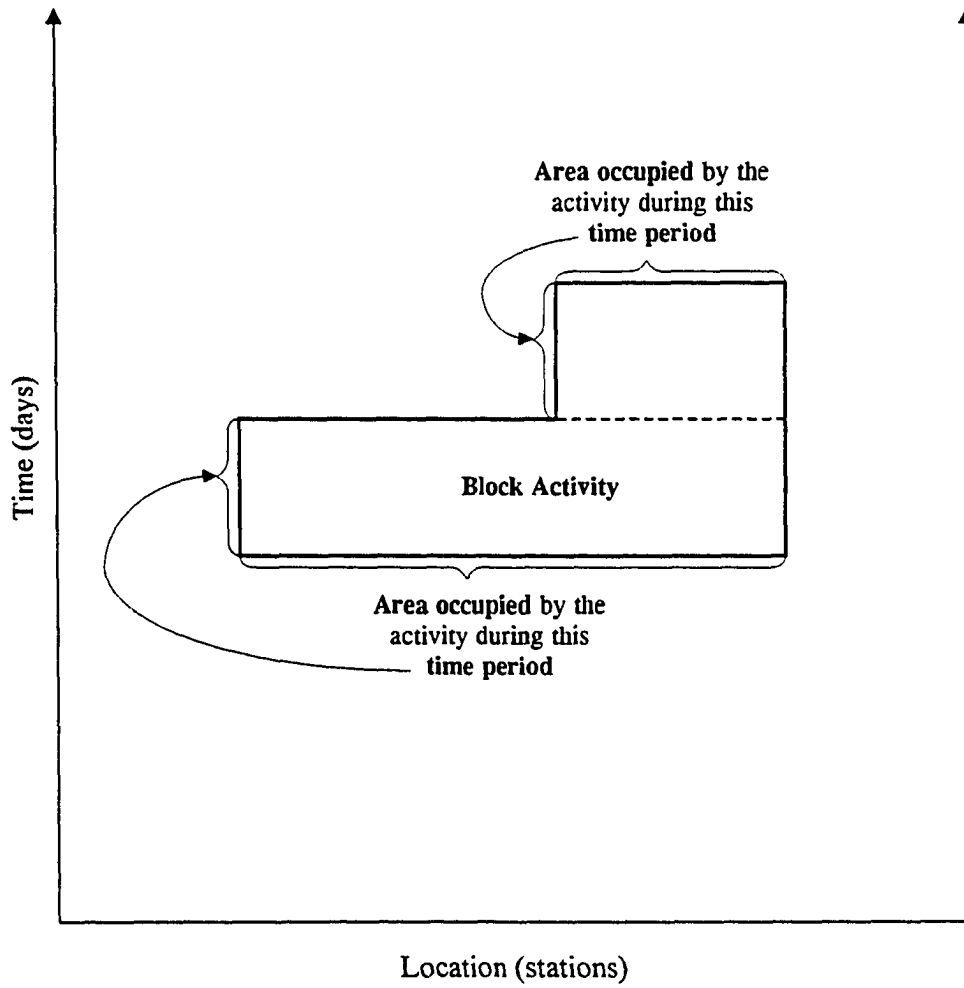 Area occupied by the
activity during this
time period
Time (days)
Block Activity
Area occupied by the
activity during this
time period
Location (stations)